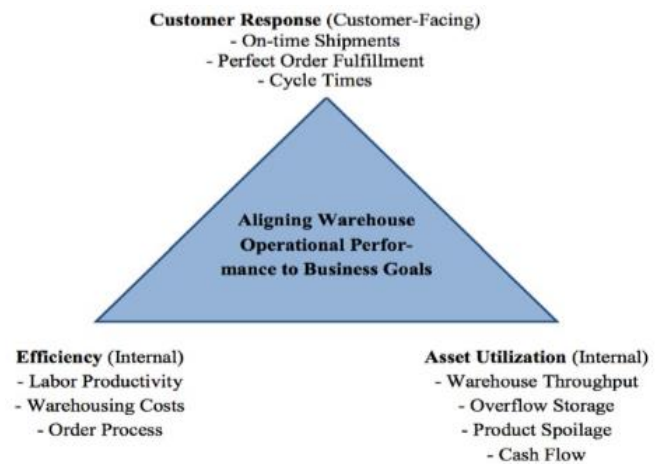 Customer Response (Customer-Facing)
- On-time Shipments
- Perfect Order Fulfillment
- Cycle Times
Aligning Warehouse
Operational Perfor-
mance to Business Goals
Efficiency (Internal)
- Labor Productivity
- Warehousing Costs
- Order Process
Asset Utilization (Internal)
- Warehouse Throughput
- Overflow Storage
- Product Spoilage
- Cash Flow